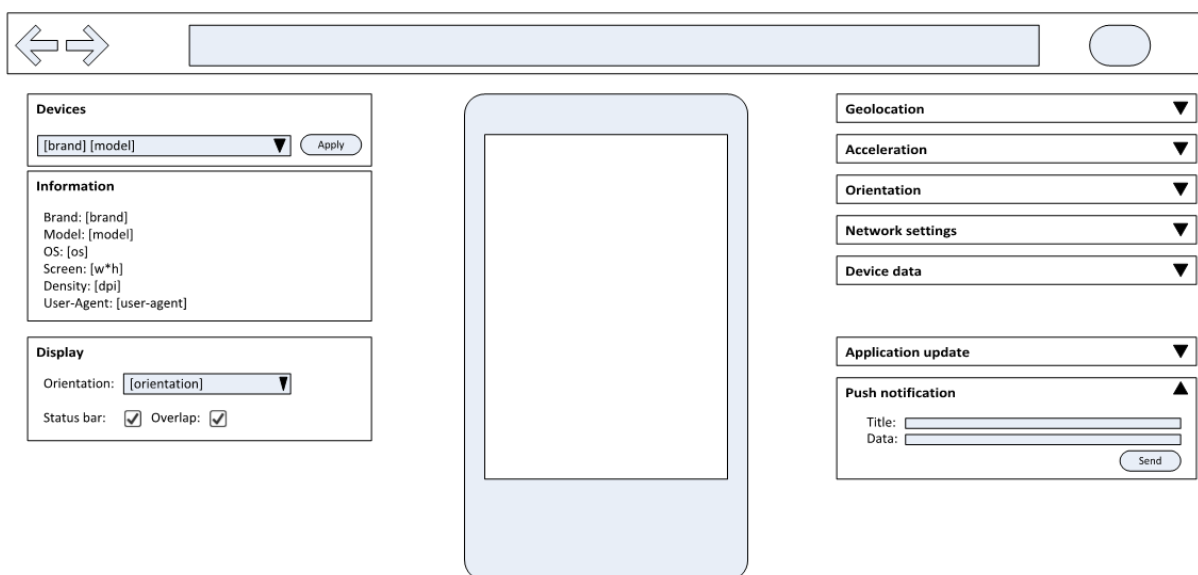 Devices
[brand] [model]
Apply
Information
Brand: [brand]
Model: [model]
OS: [os]
Screen: [w*h]
Density: [dpi]
User-Agent: [user-agent]
Display
Orientation: [orientation]
Status bar: Overlap:
Geolocation
Acceleration
Orientation
Network settings
Device data
Application update
Push notification
Title:
Data:
Send